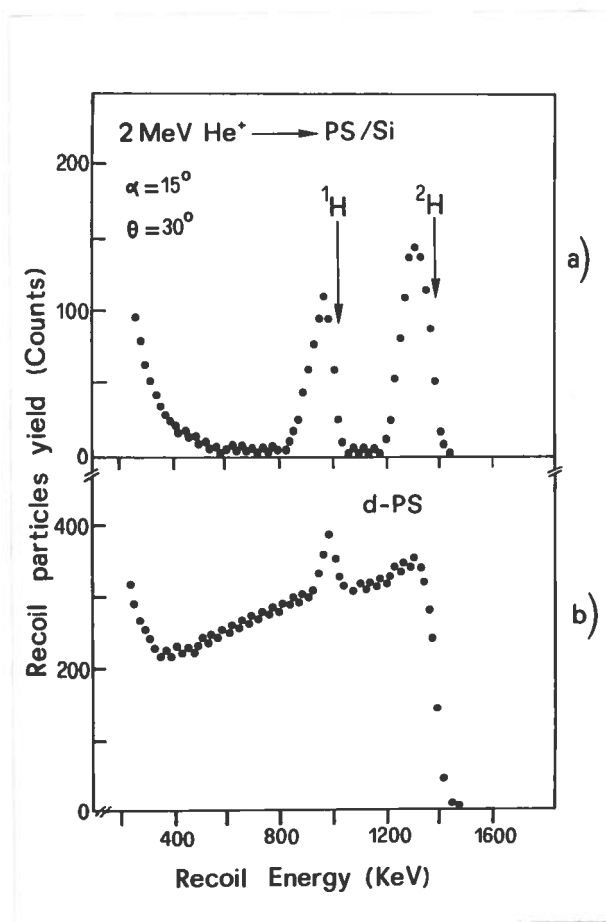 2 MeV He⁺ ⟶ PS/Si
200
α = 15°
θ = 30°
¹H
²H
a)
100
0
Recoil particles yield (Counts)
d-PS
400
b)
200
0
400 800 1200 1600
Recoil Energy (KeV)